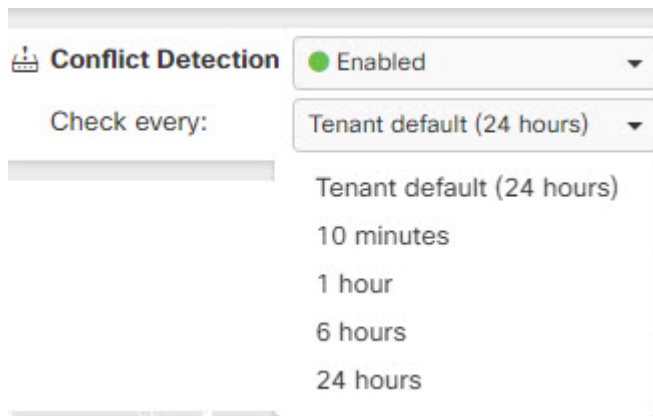 Conflict Detection Enabled
Check every: Tenant default (24 hours)
Tenant default (24 hours)
10 minutes
1 hour
6 hours
24 hours